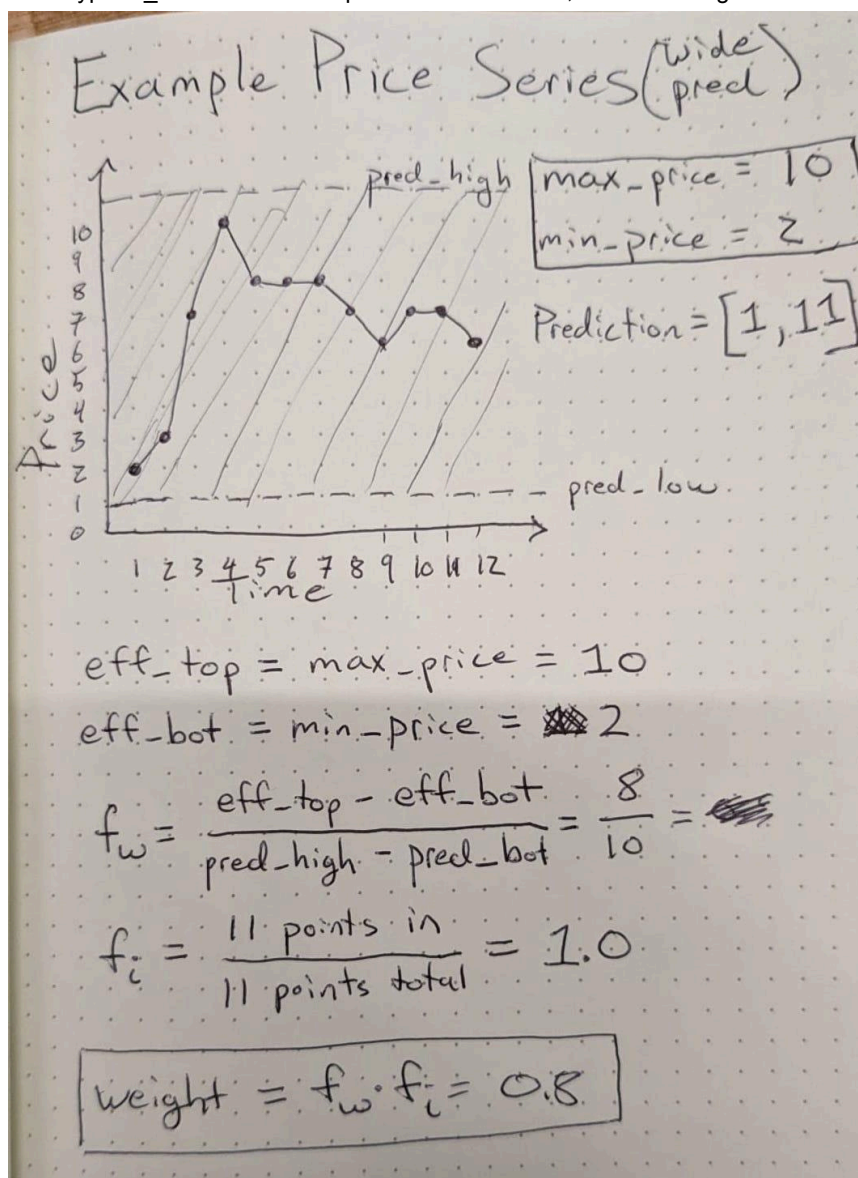 Example Price Series (wide pred)
pred_high
max_price = 10
min_price = 2
Prediction = [1, 11]
10
9
8
7
6
5
4
3
2
1
0
Price
pred_low
1 2 3 4 5 6 7 8 9 10 11 12
Time
eff_top = max_price = 10
eff_bot = min_price = 2
f_w = eff_top - eff_bot / pred_high - pred_bot = 8/10 =
f_i = 11 points in / 11 points total = 1.0
weight = f_w · f_i = 0.8